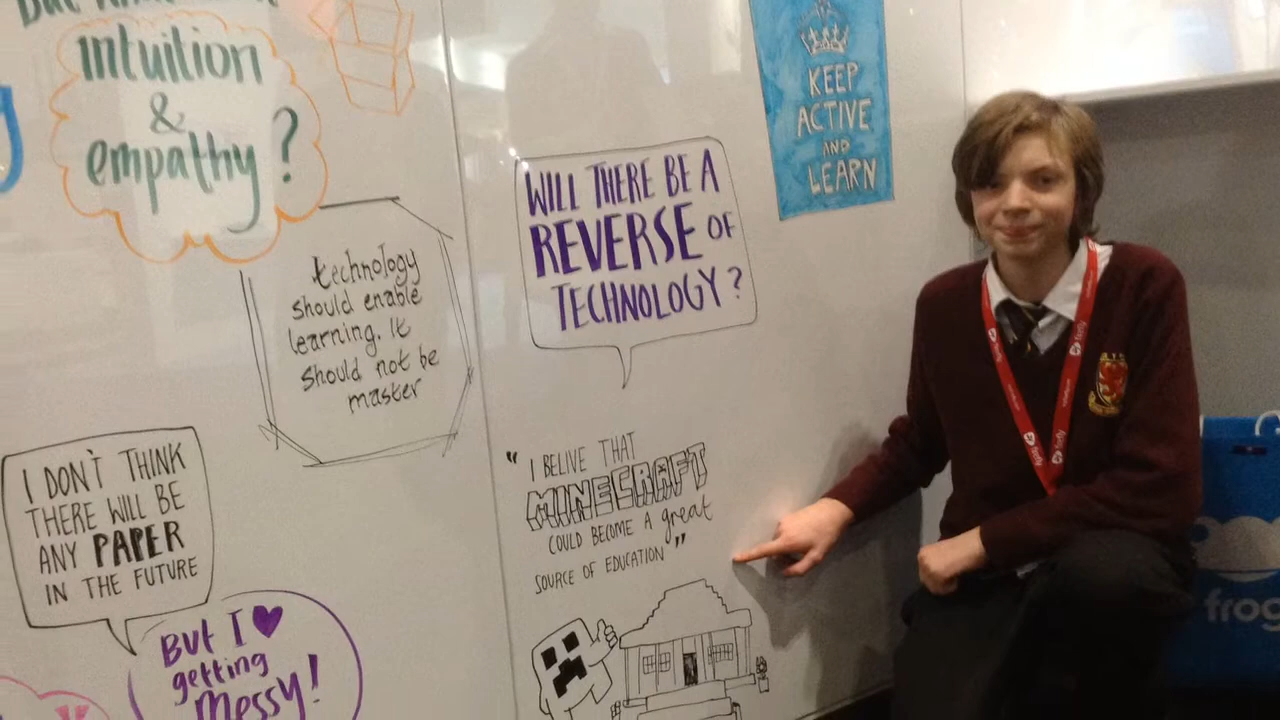 intuition
&
empathy?
technology
should enable
learning. It
should not be
master
WILL THERE BE A
REVERSE OF
TECHNOLOGY?
KEEP
ACTIVE
AND
LEARN
I DON'T THINK
THERE WILL BE
ANY PAPER
IN THE FUTURE
BUt I
getting
Messy!
"I BELIVE THAT
MINECRAFT
COULD BECOME A great
SOURCE OF EDUCATION"
firefly
frog